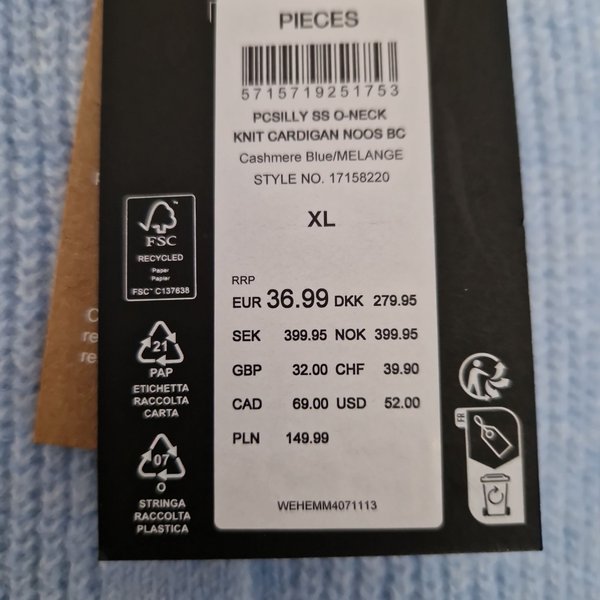 PIECES
5715719251753
PCSILLY SS O-NECK
KNIT CARDIGAN NOOS BC
Cashmere Blue/MELANGE
STYLE NO. 17158220
XL
FSC
RECYCLED
Paper
Papier
FSC™ C137638
RRP
EUR 36.99 DKK 279.95
SEK 399.95 NOK 399.95
GBP 32.00 CHF 39.90
CAD 69.00 USD 52.00
PLN 149.99
WEHEMM4071113
21
PAP
ETICHETTA
RACCOLTA
CARTA
07
O
STRINGA
RACCOLTA
PLASTICA
FR